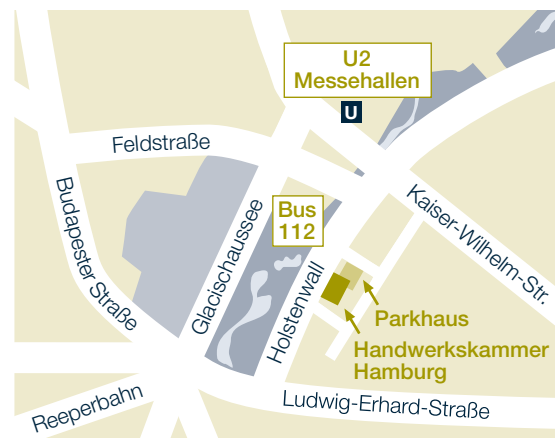 U2
Messehallen
U
Feldstraße
Budapester Straße
Glacischaussee
Bus
112
Holstenwall
Kaiser-Wilhelm-Str.
Parkhaus
Handwerkskammer
Hamburg
Reeperbahn
Ludwig-Erhard-Straße